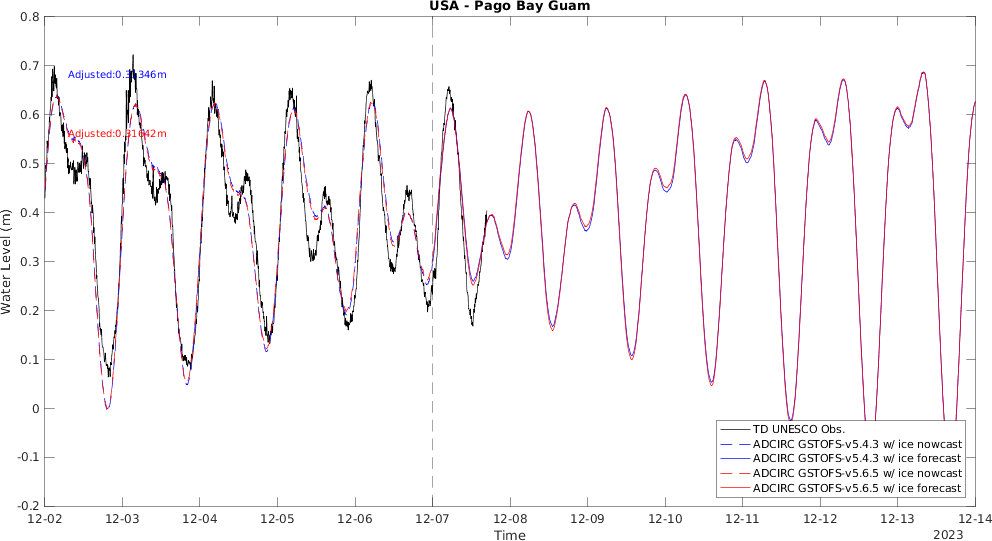 USA - Pago Bay Guam
0.8
0.7
0.6
0.5
0.4
0.3
0.2
0.1
0
-0.1
-0.2
Water Level (m)
Adjusted:0.31346m
Adjusted:0.31642m
TD UNESCO Obs.
ADCIRC GSTOFS-v5.4.3 w/ ice nowcast
ADCIRC GSTOFS-v5.4.3 w/ ice forecast
ADCIRC GSTOFS-v5.6.5 w/ ice nowcast
ADCIRC GSTOFS-v5.6.5 w/ ice forecast
12-02 12-03 12-04 12-05 12-06 12-07 12-08 12-09 12-10 12-11 12-12 12-13 12-14
Time
2023